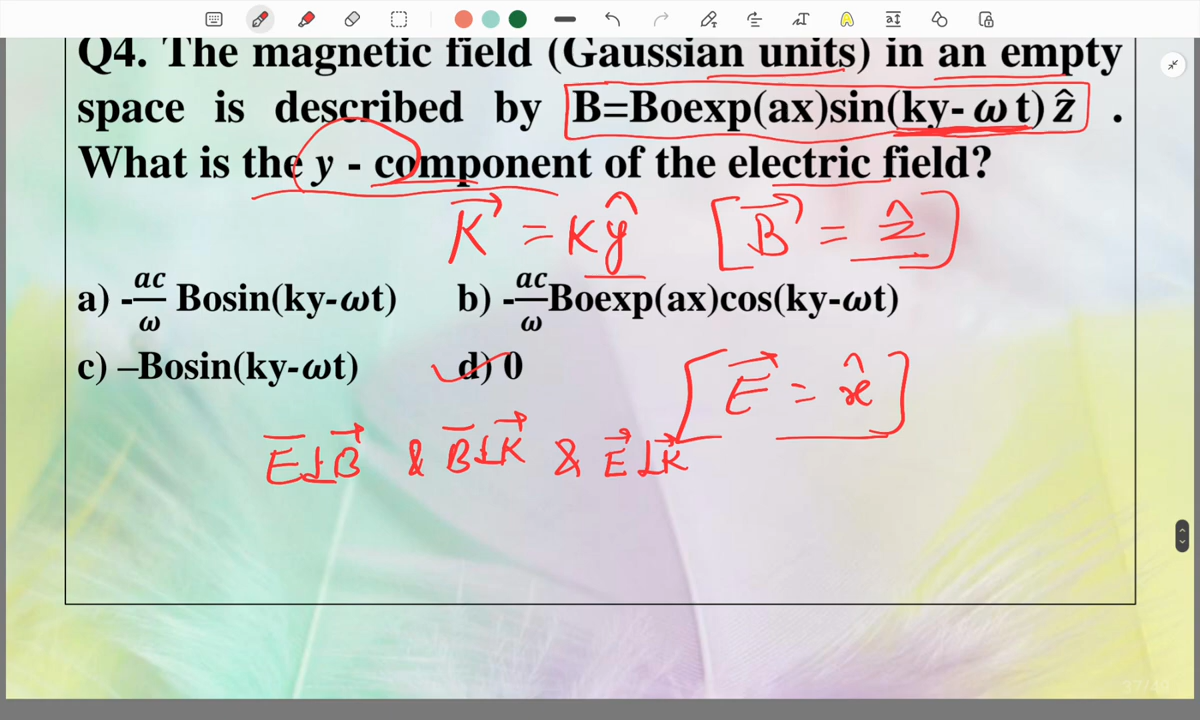 Q4. The magnetic field (Gaussian units) in an empty
space is described by B=Boexp(ax)sin(ky-ωt) ẑ .
What is the y - component of the electric field?
K⃗ = Kŷ [B⃗ = ẑ]
a) -ac/ω Bosin(ky-ωt) b) -ac/ω Boexp(ax)cos(ky-ωt)
c) –Bosin(ky-ωt) d) 0
[E⃗ = x̂]
E̅⊥B⃗ & B̅⊥K⃗ & E⃗⊥K⃗